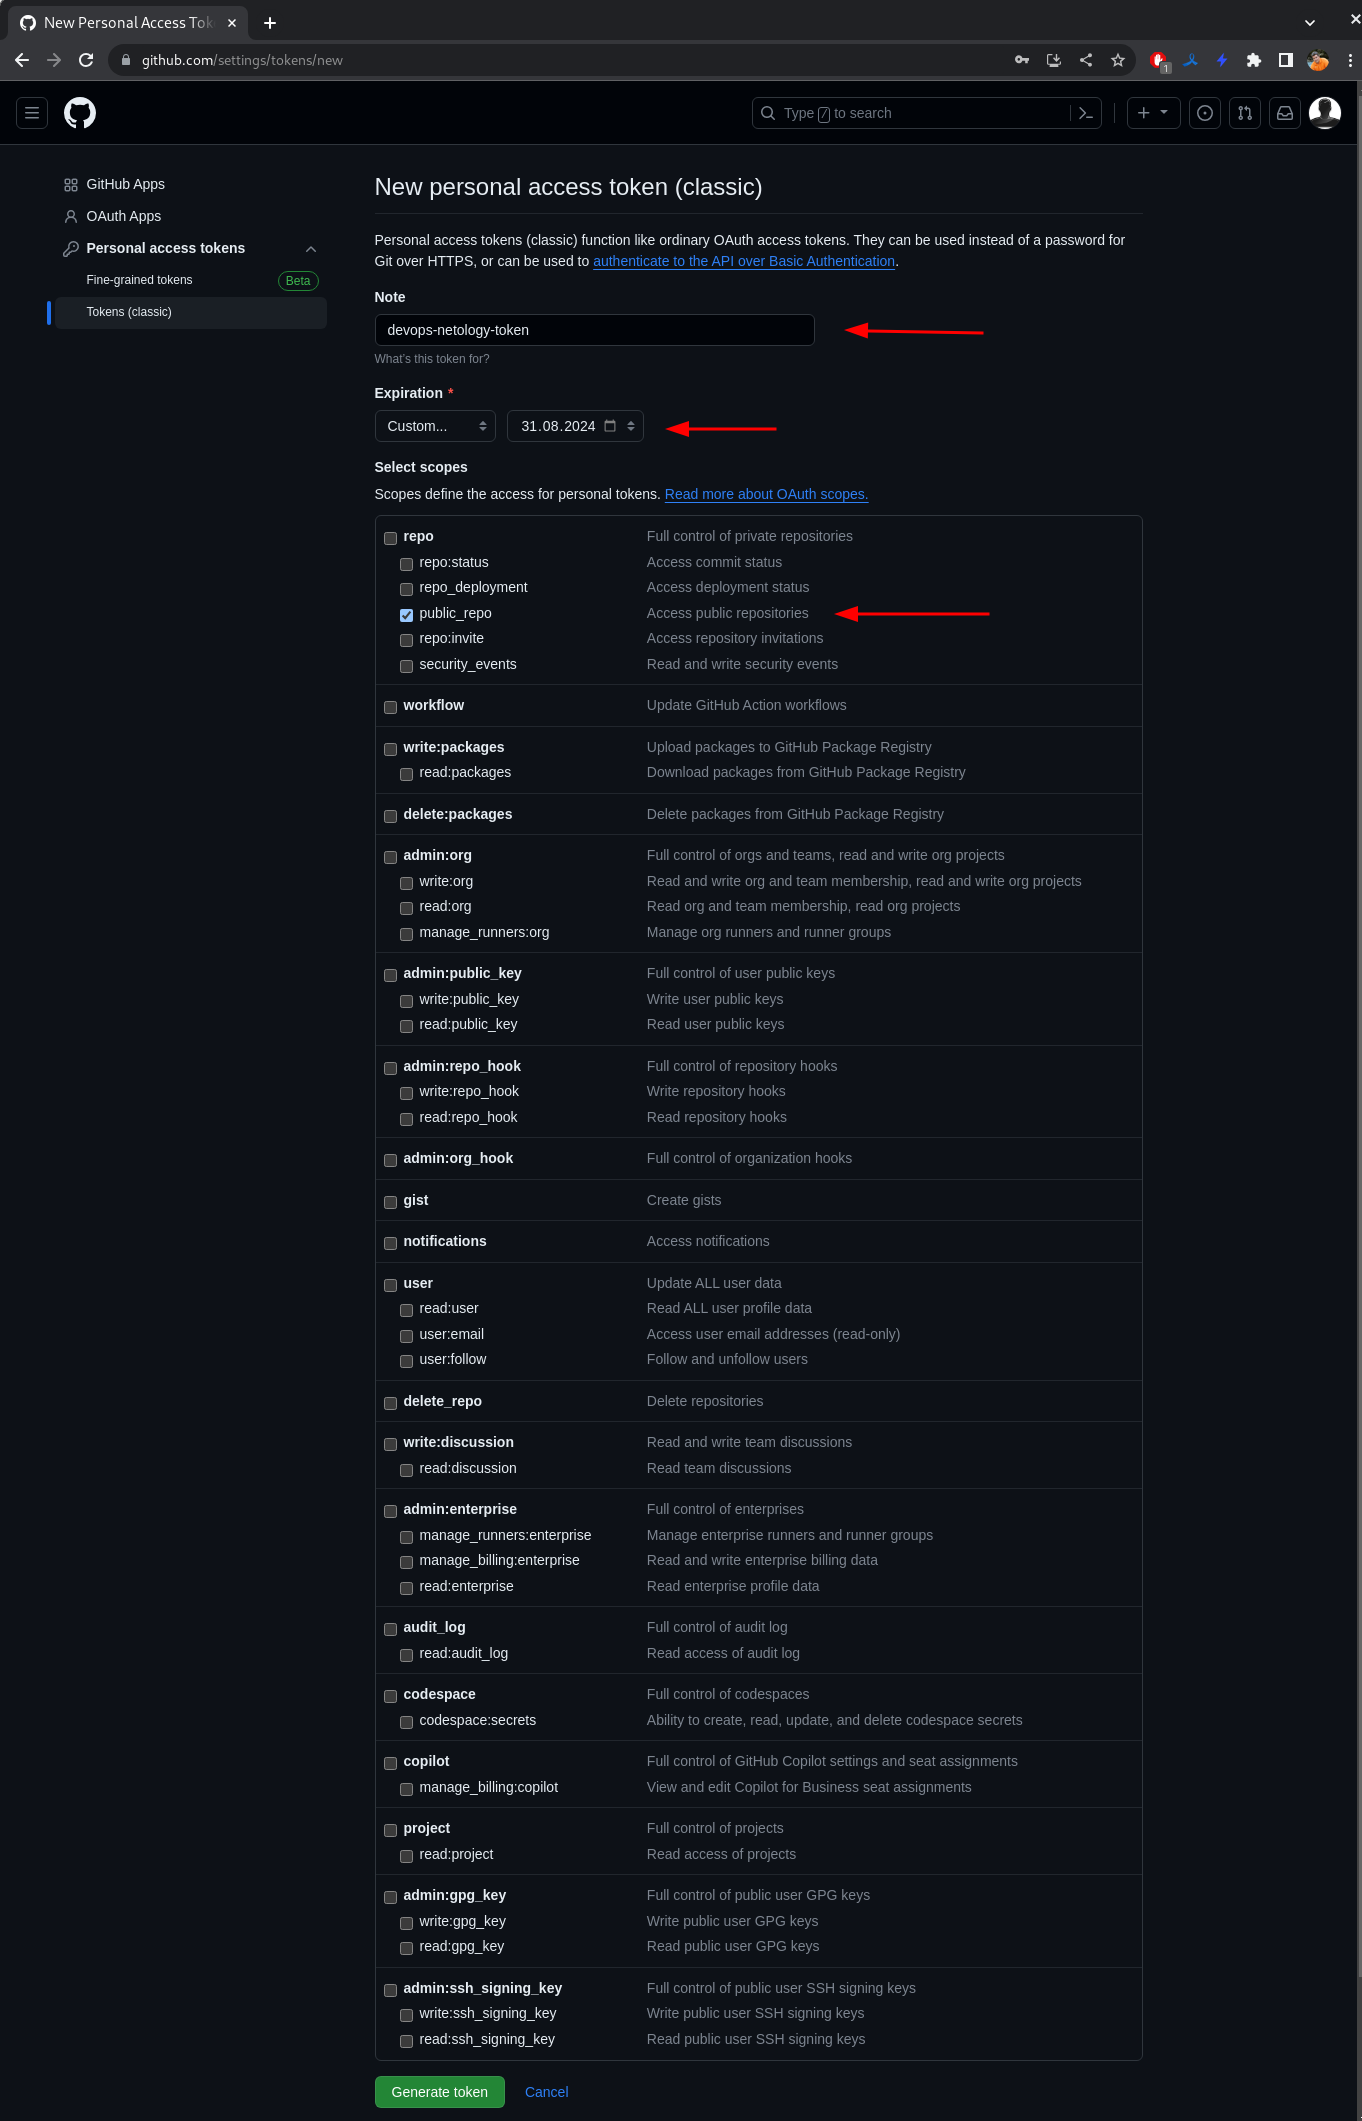 New Personal Access Tok
github.com/settings/tokens/new
1
Type / to search
GitHub Apps
OAuth Apps
Personal access tokens
Fine-grained tokens Beta
Tokens (classic)
New personal access token (classic)
Personal access tokens (classic) function like ordinary OAuth access tokens. They can be used instead of a password for
Git over HTTPS, or can be used to authenticate to the API over Basic Authentication.
Note
devops-netology-token
What's this token for?
Expiration *
Custom... 31.08.2024
Select scopes
Scopes define the access for personal tokens. Read more about OAuth scopes.
repo Full control of private repositories
repo:status Access commit status
repo_deployment Access deployment status
public_repo Access public repositories
repo:invite Access repository invitations
security_events Read and write security events
workflow Update GitHub Action workflows
write:packages Upload packages to GitHub Package Registry
read:packages Download packages from GitHub Package Registry
delete:packages Delete packages from GitHub Package Registry
admin:org Full control of orgs and teams, read and write org projects
write:org Read and write org and team membership, read and write org projects
read:org Read org and team membership, read org projects
manage_runners:org Manage org runners and runner groups
admin:public_key Full control of user public keys
write:public_key Write user public keys
read:public_key Read user public keys
admin:repo_hook Full control of repository hooks
write:repo_hook Write repository hooks
read:repo_hook Read repository hooks
admin:org_hook Full control of organization hooks
gist Create gists
notifications Access notifications
user Update ALL user data
read:user Read ALL user profile data
user:email Access user email addresses (read-only)
user:follow Follow and unfollow users
delete_repo Delete repositories
write:discussion Read and write team discussions
read:discussion Read team discussions
admin:enterprise Full control of enterprises
manage_runners:enterprise Manage enterprise runners and runner groups
manage_billing:enterprise Read and write enterprise billing data
read:enterprise Read enterprise profile data
audit_log Full control of audit log
read:audit_log Read access of audit log
codespace Full control of codespaces
codespace:secrets Ability to create, read, update, and delete codespace secrets
copilot Full control of GitHub Copilot settings and seat assignments
manage_billing:copilot View and edit Copilot for Business seat assignments
project Full control of projects
read:project Read access of projects
admin:gpg_key Full control of public user GPG keys
write:gpg_key Write public user GPG keys
read:gpg_key Read public user GPG keys
admin:ssh_signing_key Full control of public user SSH signing keys
write:ssh_signing_key Write public user SSH signing keys
read:ssh_signing_key Read public user SSH signing keys
Generate token Cancel